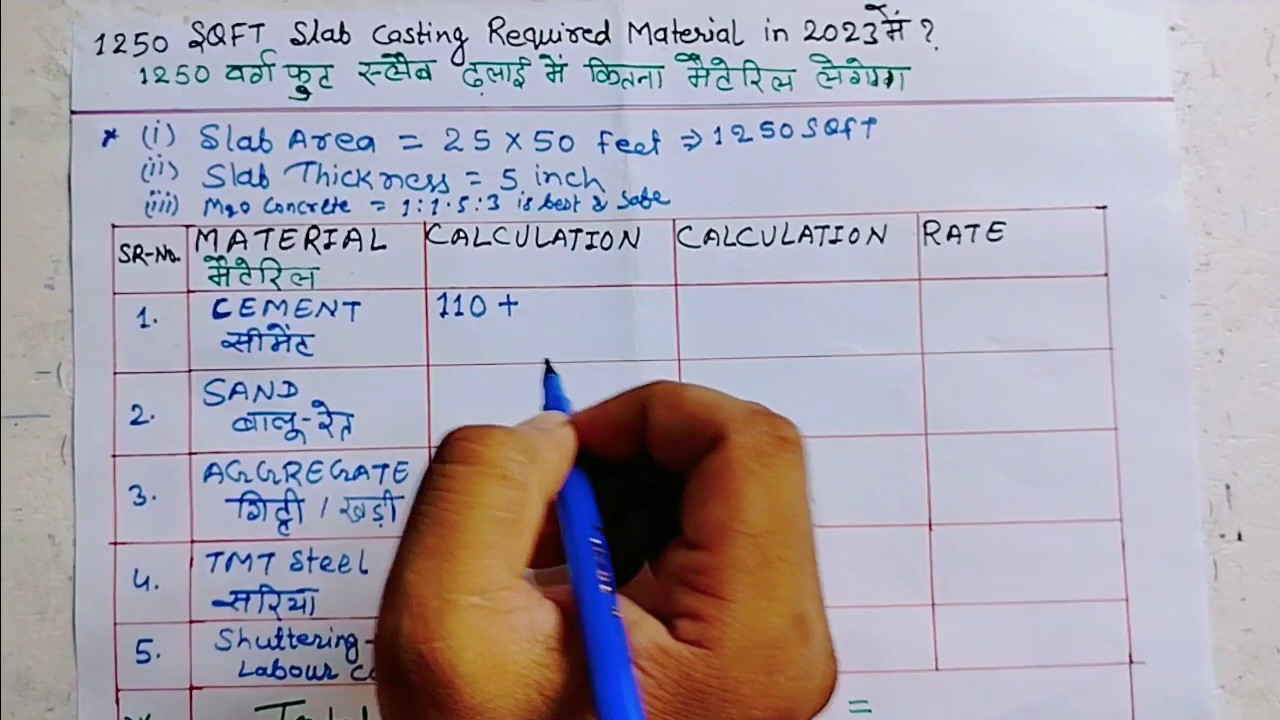 1250 SQFT Slab Casting Required Material in 2023 में ?
1250 वर्ग फुट स्लैब ढ़लाई में कितना मैटेरिल लेगेगा
* (i) Slab Area = 25 × 50 feet ⇒ 1250 SQft
(ii) Slab Thickness = 5 inch
(iii) M20 Concrete = 1:1.5:3 is best & safe
SR-No. MATERIAL CALCULATION CALCULATION RATE
मैटेरिल
1. CEMENT 110 +
सीमेंट
2. SAND
बालू-रेत
3. AGGREGATE
गिट्टी / खड़ी
4. TMT Steel
सरिया
5. Shuttering-
Labour
=